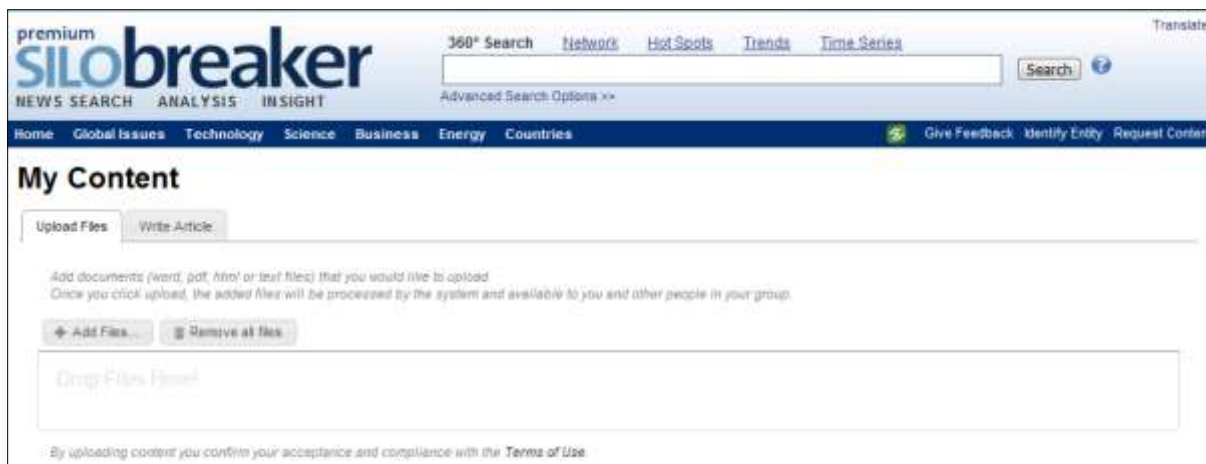 Translate
premium
SILObreaker
NEWS SEARCH ANALYSIS INSIGHT
360° Search Network Hot Spots Trends Time Series
Search ?
Advanced Search Options >>
Home Global Issues Technology Science Business Energy Countries Give Feedback Identify Entity Request Conten
My Content
Upload Files Write Article
Add documents (word, pdf, html or text files) that you would like to upload.
Once you click upload, the added files will be processed by the system and available to you and other people in your group.
Add Files... Remove all files
Drop Files Here!
By uploading content you confirm your acceptance and compliance with the Terms of Use